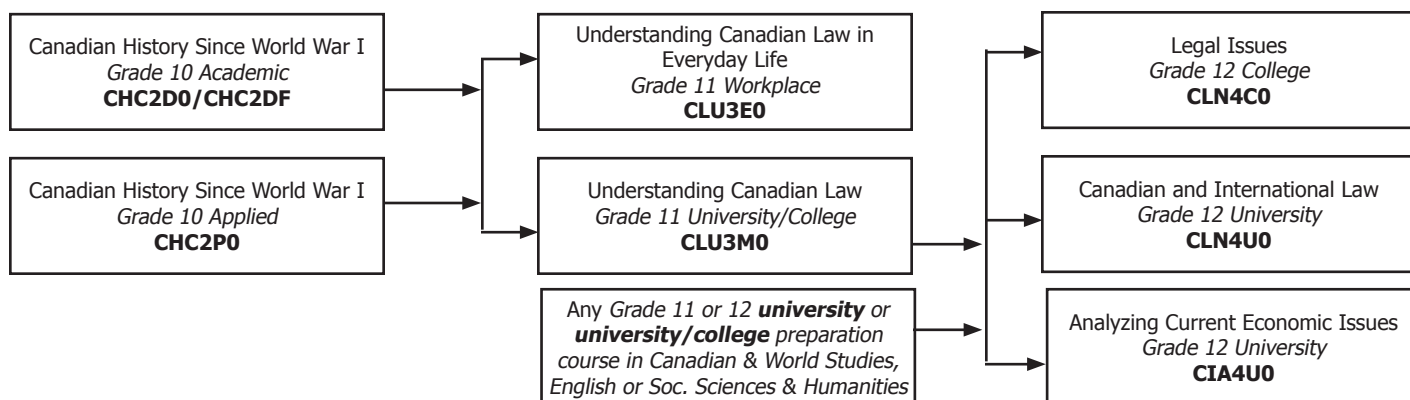 Canadian History Since World War I
Grade 10 Academic
CHC2D0/CHC2DF
Canadian History Since World War I
Grade 10 Applied
CHC2P0
Understanding Canadian Law in
Everyday Life
Grade 11 Workplace
CLU3E0
Understanding Canadian Law
Grade 11 University/College
CLU3M0
Any Grade 11 or 12 university or
university/college preparation
course in Canadian & World Studies,
English or Soc. Sciences & Humanities
Legal Issues
Grade 12 College
CLN4C0
Canadian and International Law
Grade 12 University
CLN4U0
Analyzing Current Economic Issues
Grade 12 University
CIA4U0